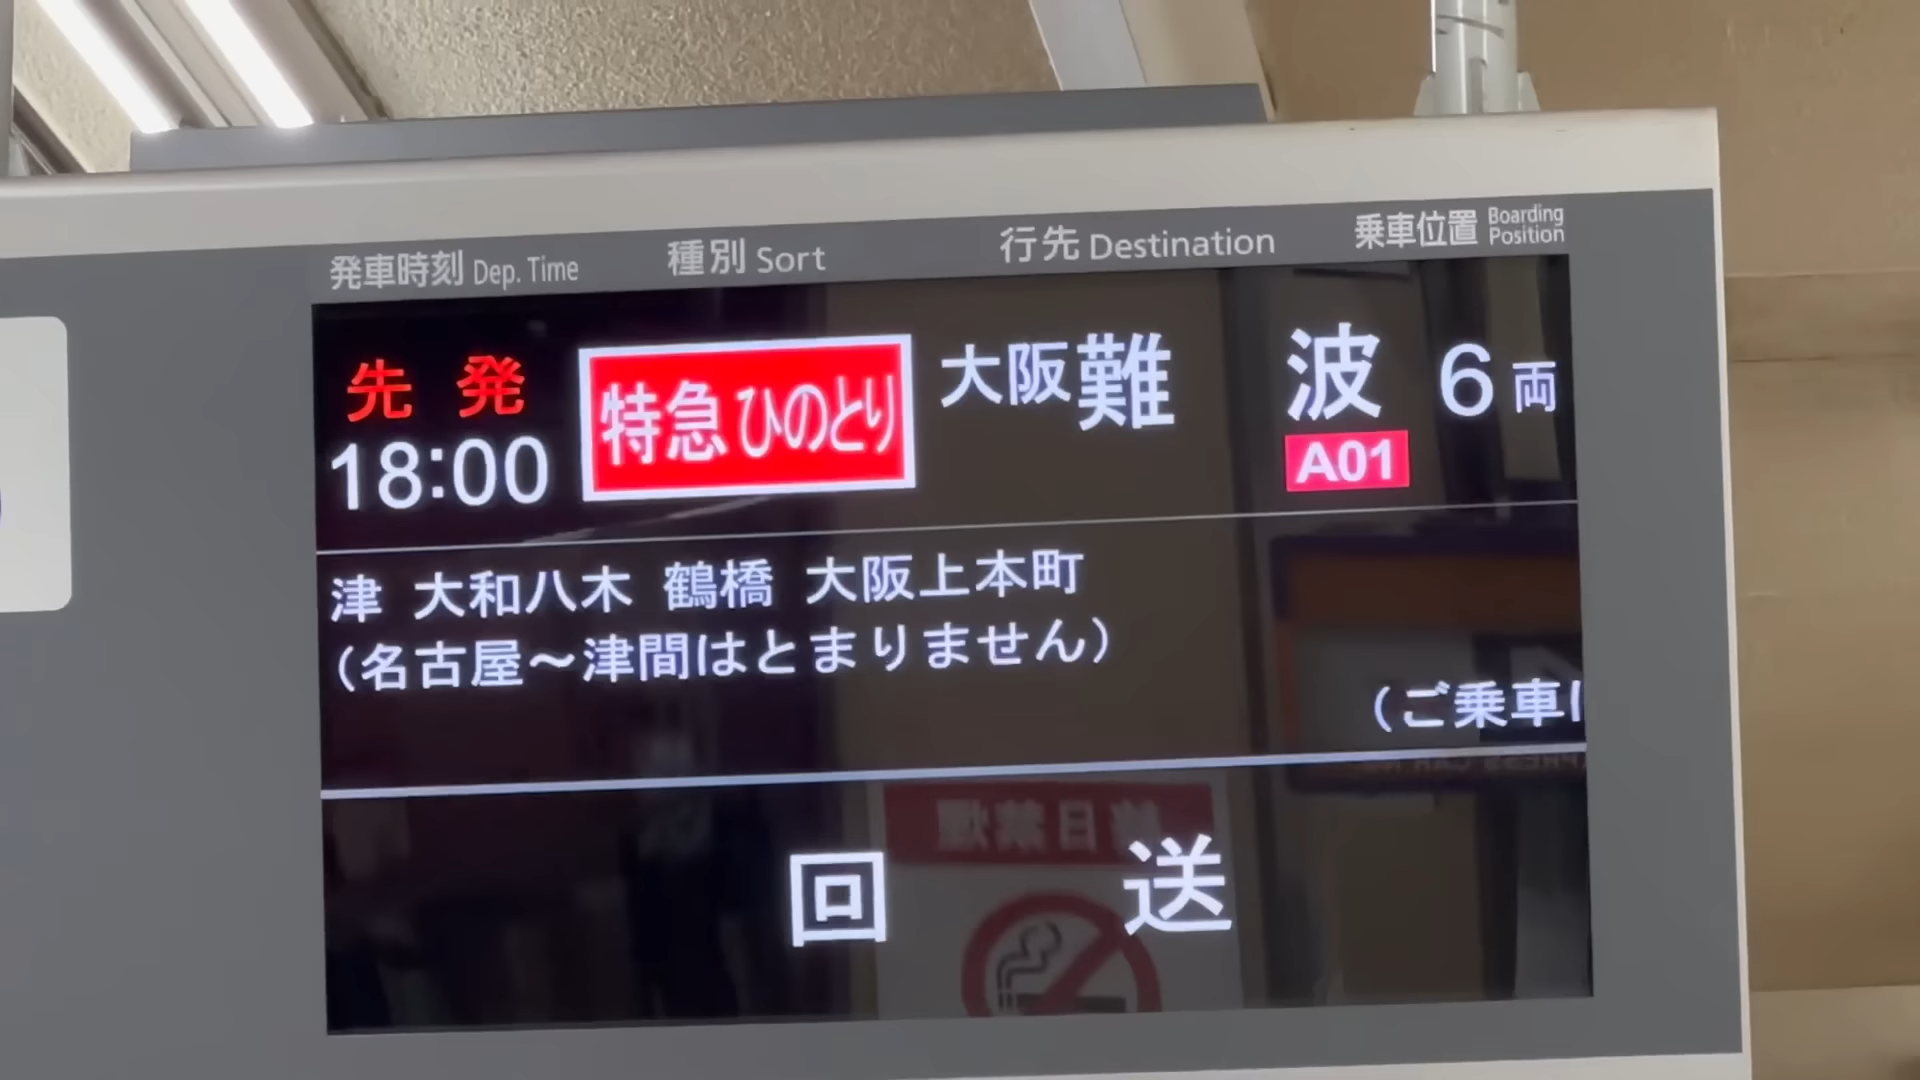 発車時刻 Dep. Time 種別 Sort 行先 Destination 乗車位置 Boarding Position
先発 18:00 特急 ひのとり 大阪難波 A01 6両
津 大和八木 鶴橋 大阪上本町
（名古屋～津間はとまりません）
（ご乗車に
回送